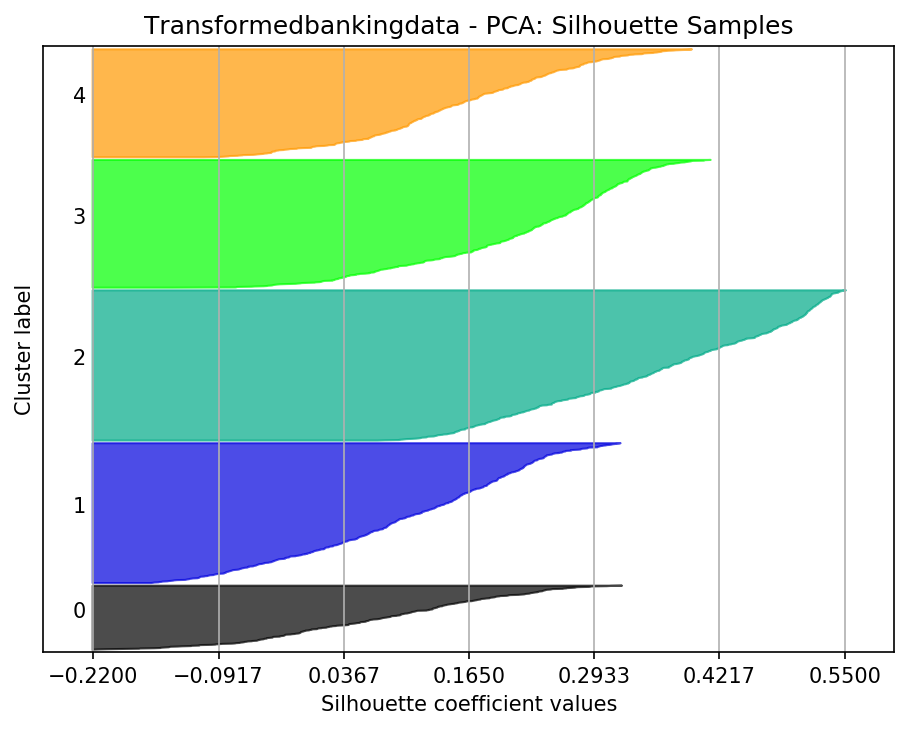 Transformedbankingdata - PCA: Silhouette Samples
4
3
2
1
0
Cluster label
−0.2200 −0.0917 0.0367 0.1650 0.2933 0.4217 0.5500
Silhouette coefficient values